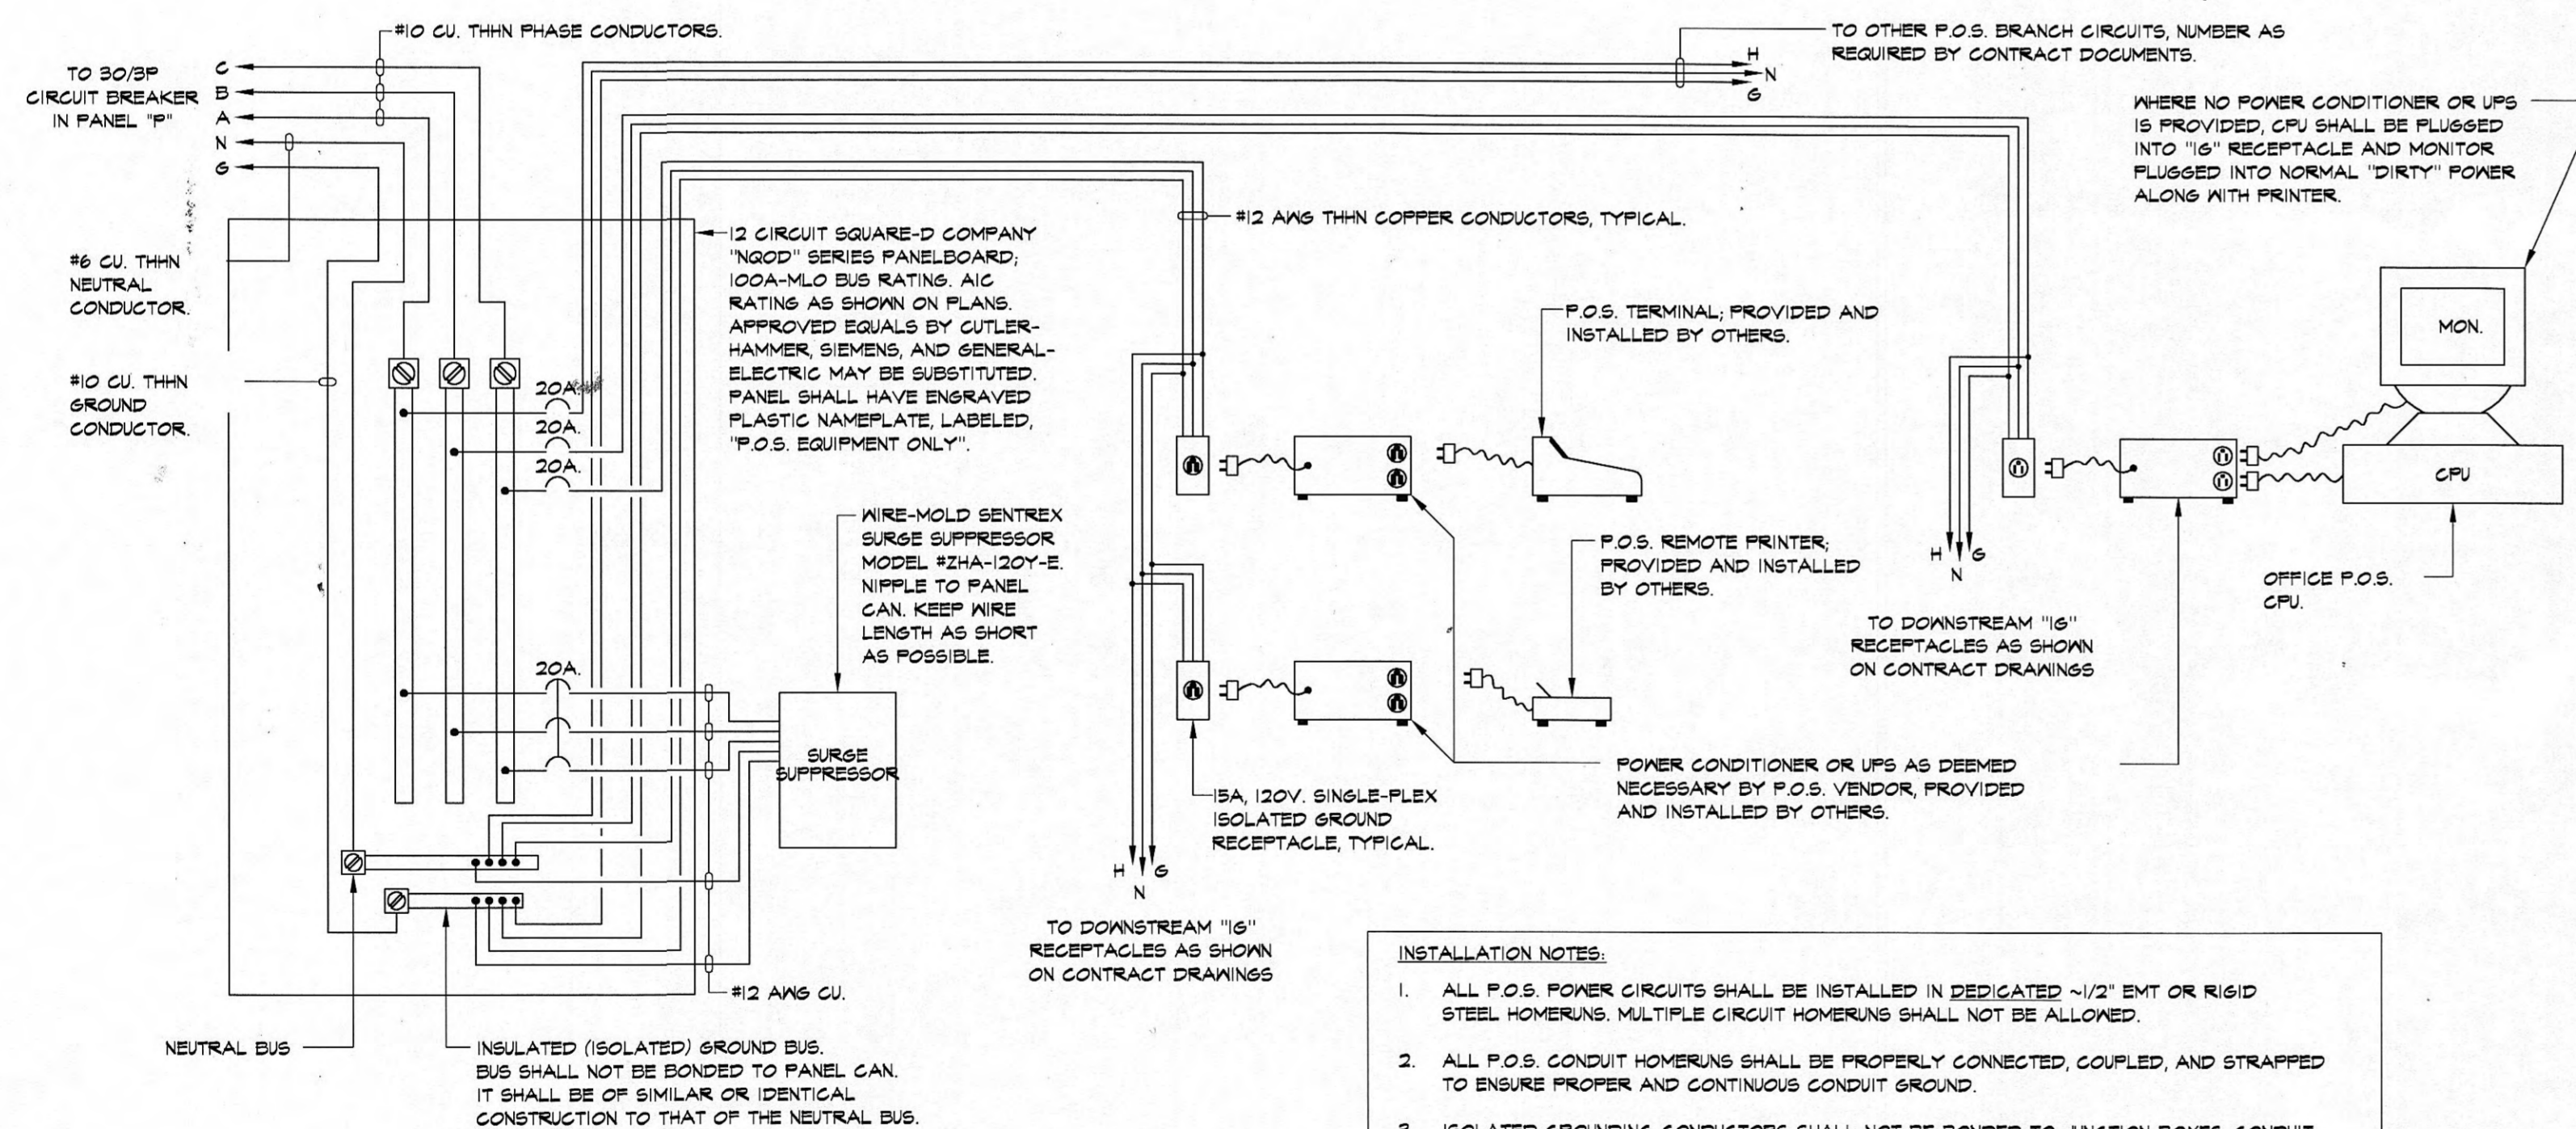 #10 CU. THHN PHASE CONDUCTORS.
TO 30/3P
CIRCUIT BREAKER
IN PANEL "P"
C
B
A
N
G
#6 CU. THHN
NEUTRAL
CONDUCTOR.
#10 CU. THHN
GROUND
CONDUCTOR.
12 CIRCUIT SQUARE-D COMPANY
"NQOD" SERIES PANELBOARD;
100A-MLO BUS RATING. AIC
RATING AS SHOWN ON PLANS.
APPROVED EQUALS BY CUTLER-
HAMMER, SIEMENS, AND GENERAL-
ELECTRIC MAY BE SUBSTITUTED.
PANEL SHALL HAVE ENGRAVED
PLASTIC NAMEPLATE, LABELED,
"P.O.S. EQUIPMENT ONLY".
20A.
20A.
20A.
20A.
WIRE-MOLD SENTREX
SURGE SUPPRESSOR
MODEL #ZHA-120Y-E.
NIPPLE TO PANEL
CAN. KEEP WIRE
LENGTH AS SHORT
AS POSSIBLE.
SURGE
SUPPRESSOR
#12 AWG CU.
NEUTRAL BUS
INSULATED (ISOLATED) GROUND BUS.
BUS SHALL NOT BE BONDED TO PANEL CAN.
IT SHALL BE OF SIMILAR OR IDENTICAL
CONSTRUCTION TO THAT OF THE NEUTRAL BUS.
H
N
G
TO OTHER P.O.S. BRANCH CIRCUITS, NUMBER AS
REQUIRED BY CONTRACT DOCUMENTS.
WHERE NO POWER CONDITIONER OR UPS
IS PROVIDED, CPU SHALL BE PLUGGED
INTO "IG" RECEPTACLE AND MONITOR
PLUGGED INTO NORMAL "DIRTY" POWER
ALONG WITH PRINTER.
#12 AWG THHN COPPER CONDUCTORS, TYPICAL.
P.O.S. TERMINAL; PROVIDED AND
INSTALLED BY OTHERS.
P.O.S. REMOTE PRINTER;
PROVIDED AND INSTALLED
BY OTHERS.
MON.
CPU
OFFICE P.O.S.
CPU.
H
G
N
TO DOWNSTREAM "IG"
RECEPTACLES AS SHOWN
ON CONTRACT DRAWINGS
POWER CONDITIONER OR UPS AS DEEMED
NECESSARY BY P.O.S. VENDOR, PROVIDED
AND INSTALLED BY OTHERS.
15A, 120V. SINGLE-PLEX
ISOLATED GROUND
RECEPTACLE, TYPICAL.
H
G
N
TO DOWNSTREAM "IG"
RECEPTACLES AS SHOWN
ON CONTRACT DRAWINGS
INSTALLATION NOTES:
1. ALL P.O.S. POWER CIRCUITS SHALL BE INSTALLED IN DEDICATED ~1/2" EMT OR RIGID
STEEL HOMERUNS. MULTIPLE CIRCUIT HOMERUNS SHALL NOT BE ALLOWED.
2. ALL P.O.S. CONDUIT HOMERUNS SHALL BE PROPERLY CONNECTED, COUPLED, AND STRAPPED
TO ENSURE PROPER AND CONTINUOUS CONDUIT GROUND.
3. ISOLATED GROUNDING CONDUCTORS SHALL NOT BE BONDED TO JUNCTION BOXES, CONDUIT